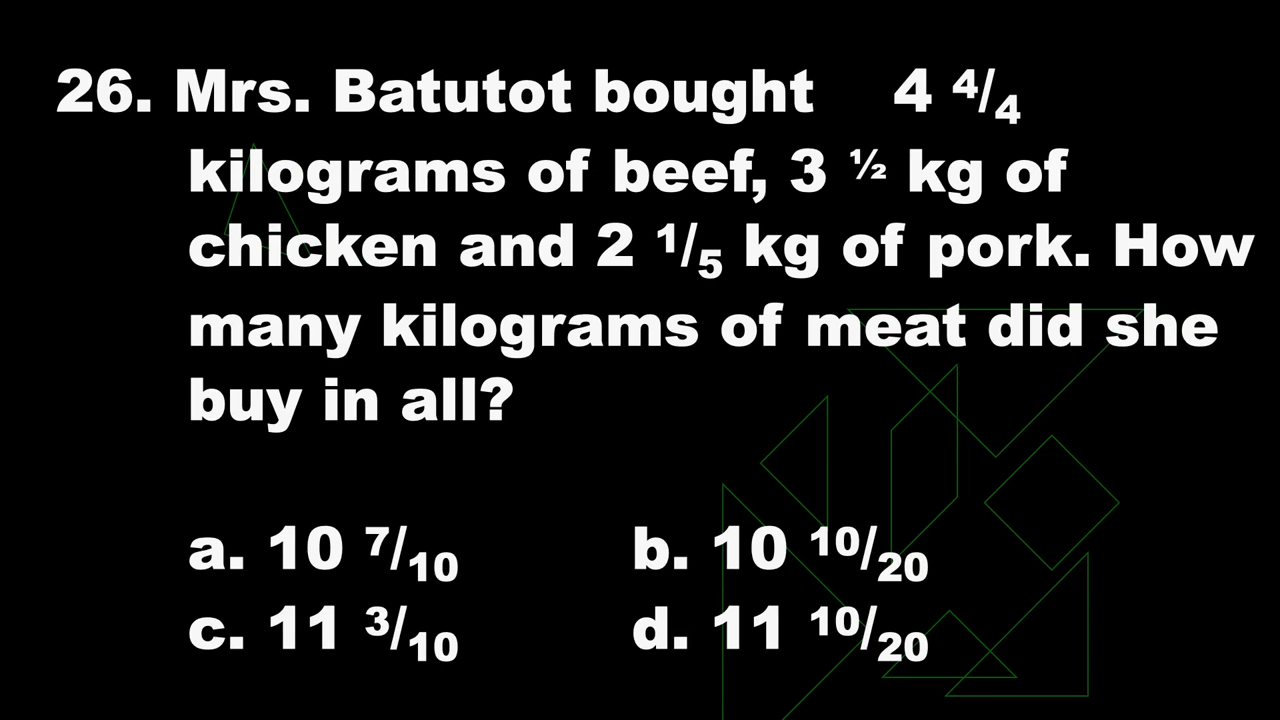 26. Mrs. Batutot bought 4 4/4
kilograms of beef, 3 ½ kg of
chicken and 2 1/5 kg of pork. How
many kilograms of meat did she
buy in all?
a. 10 7/10 b. 10 10/20
c. 11 3/10 d. 11 10/20